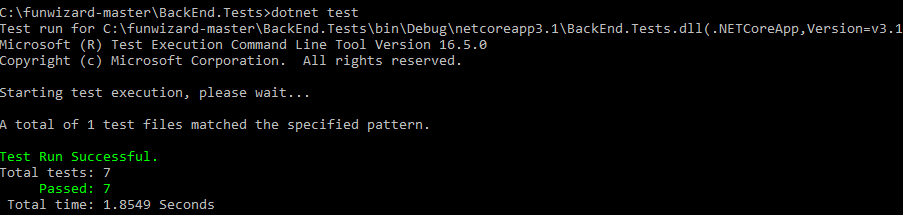 C:\funwizard-master\BackEnd.Tests>dotnet test
Test run for C:\funwizard-master\BackEnd.Tests\bin\Debug\netcoreapp3.1\BackEnd.Tests.dll(.NETCoreApp,Version=v3.1
Microsoft (R) Test Execution Command Line Tool Version 16.5.0
Copyright (c) Microsoft Corporation.  All rights reserved.
Starting test execution, please wait...
A total of 1 test files matched the specified pattern.
Test Run Successful.
Total tests: 7
Passed: 7
Total time: 1.8549 Seconds